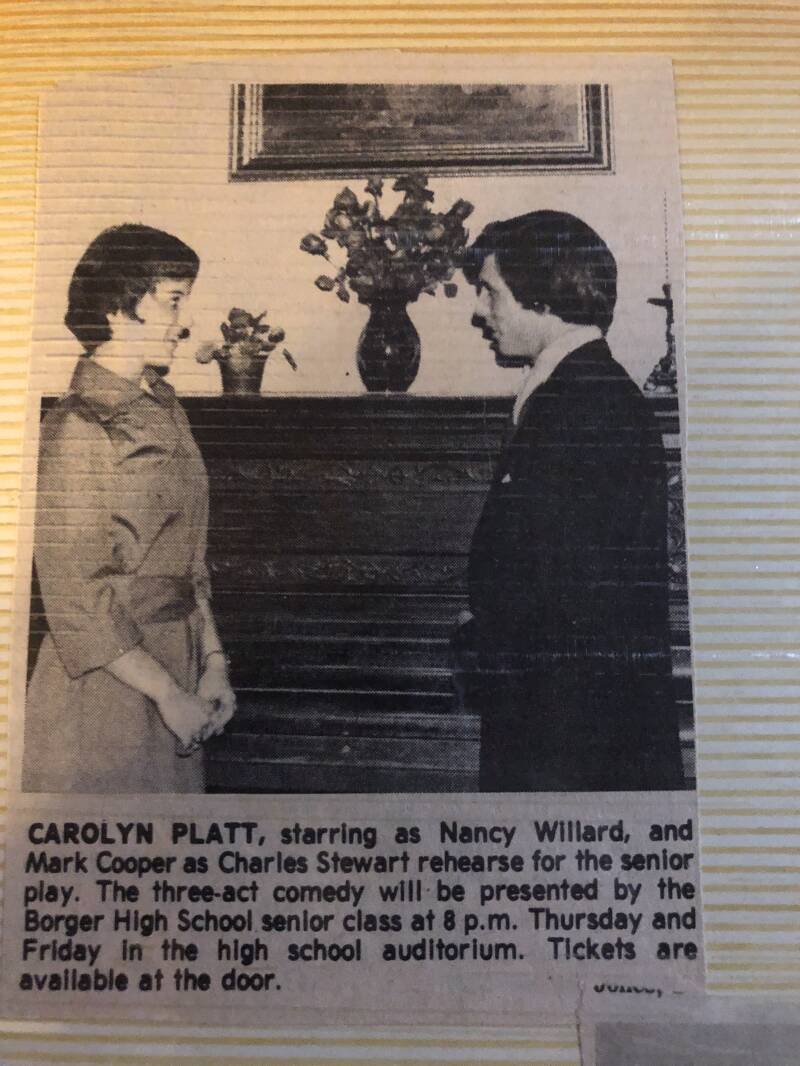 CAROLYN PLATT, starring as Nancy Willard, and
Mark Cooper as Charles Stewart rehearse for the senior
play. The three-act comedy will be presented by the
Borger High School senior class at 8 p.m. Thursday and
Friday in the high school auditorium. Tickets are
available at the door.